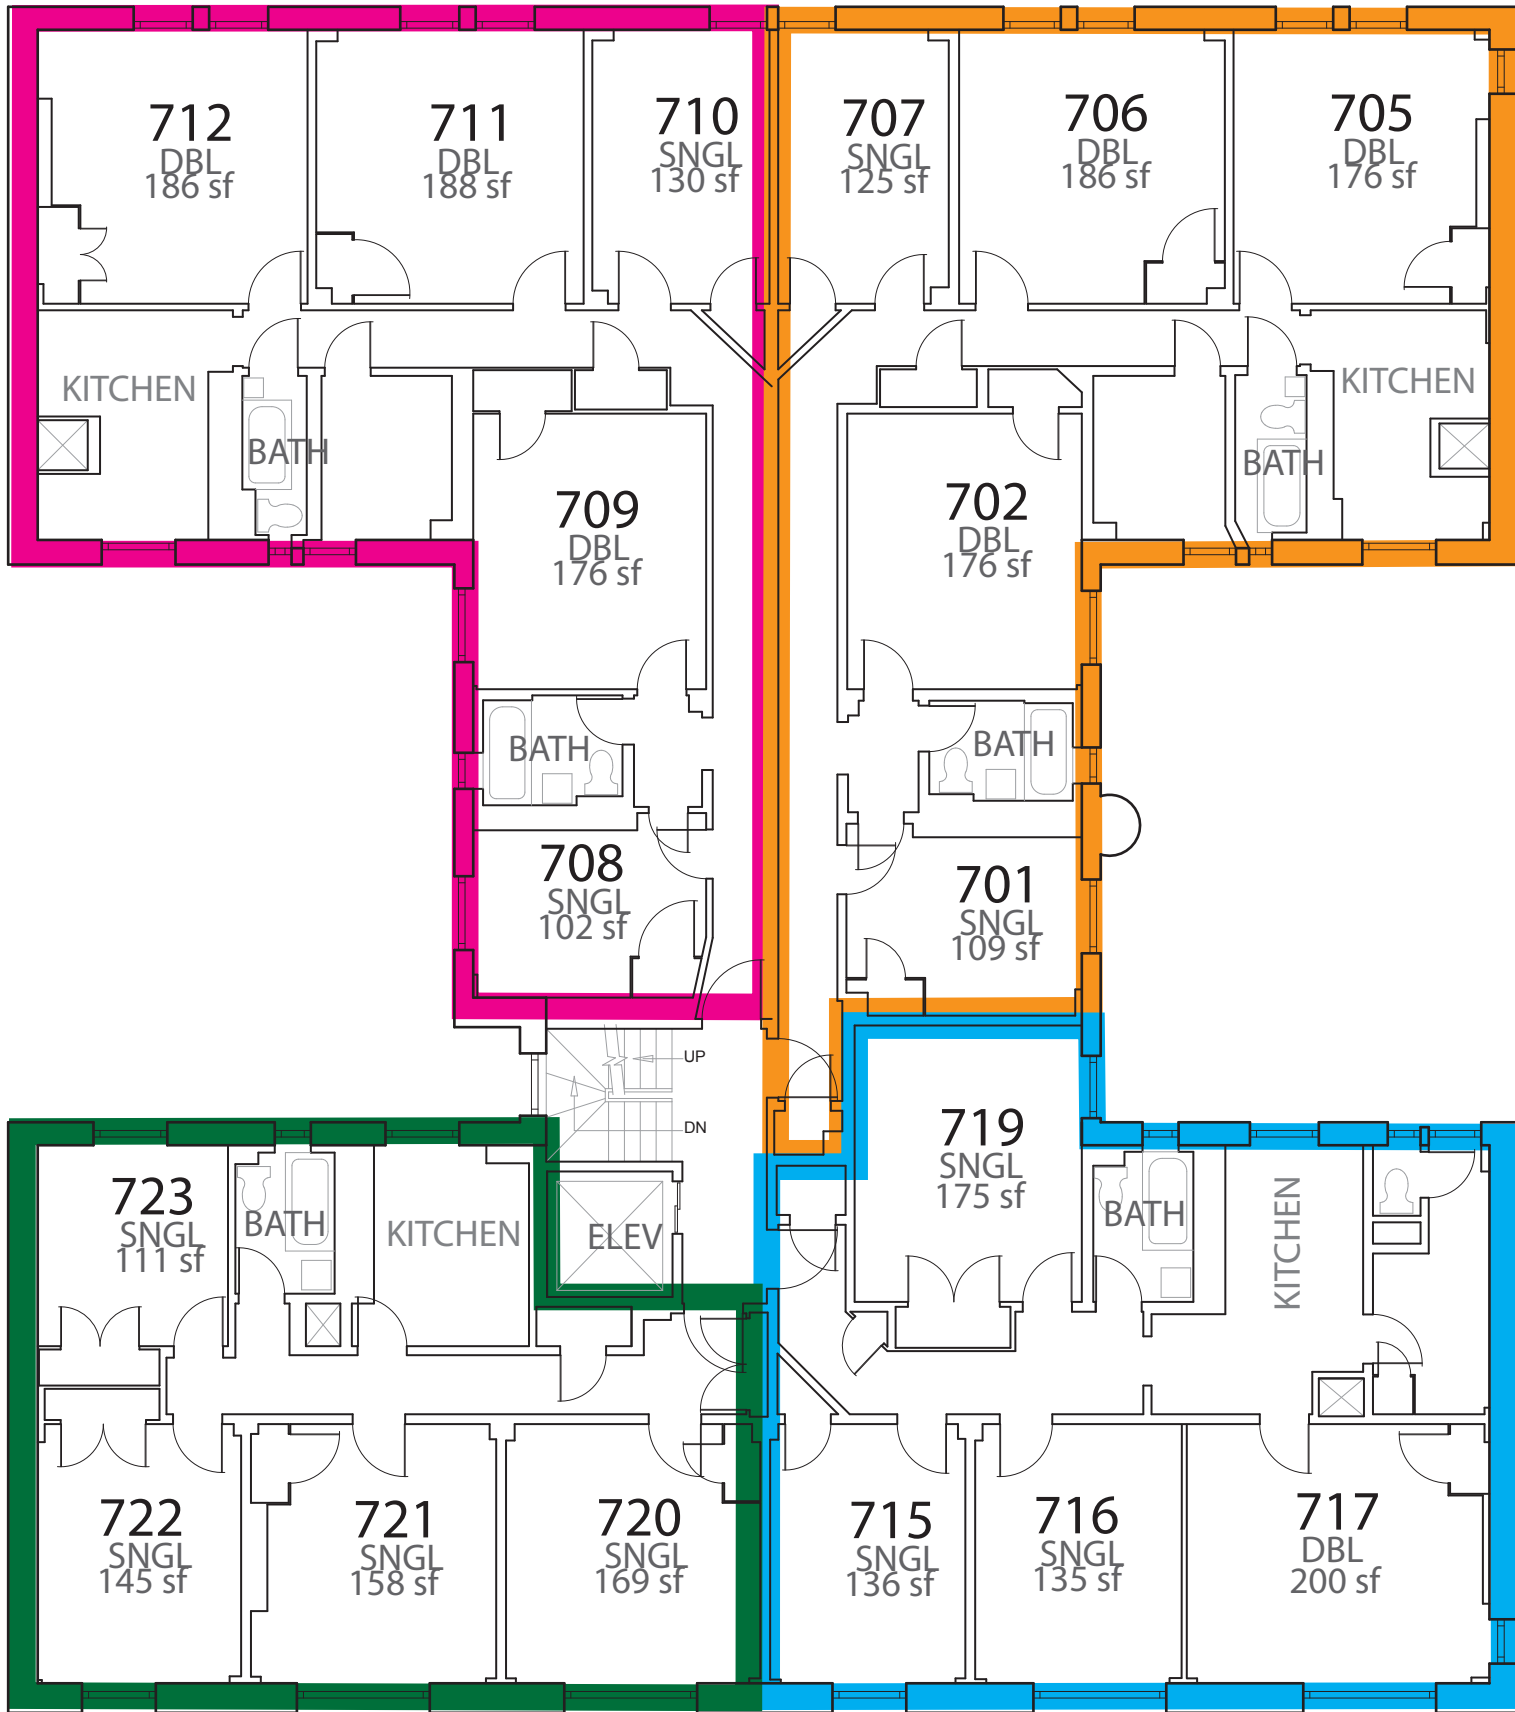 712
DBL
186 sf
711
DBL
188 sf
710
SNGL
130 sf
707
SNGL
125 sf
706
DBL
186 sf
705
DBL
176 sf
KITCHEN
BATH
709
DBL
176 sf
702
DBL
176 sf
BATH
KITCHEN
BATH
BATH
708
SNGL
102 sf
701
SNGL
109 sf
UP
DN
ELEV
723
SNGL
111 sf
BATH
KITCHEN
719
SNGL
175 sf
BATH
KITCHEN
722
SNGL
145 sf
721
SNGL
158 sf
720
SNGL
169 sf
715
SNGL
136 sf
716
SNGL
135 sf
717
DBL
200 sf